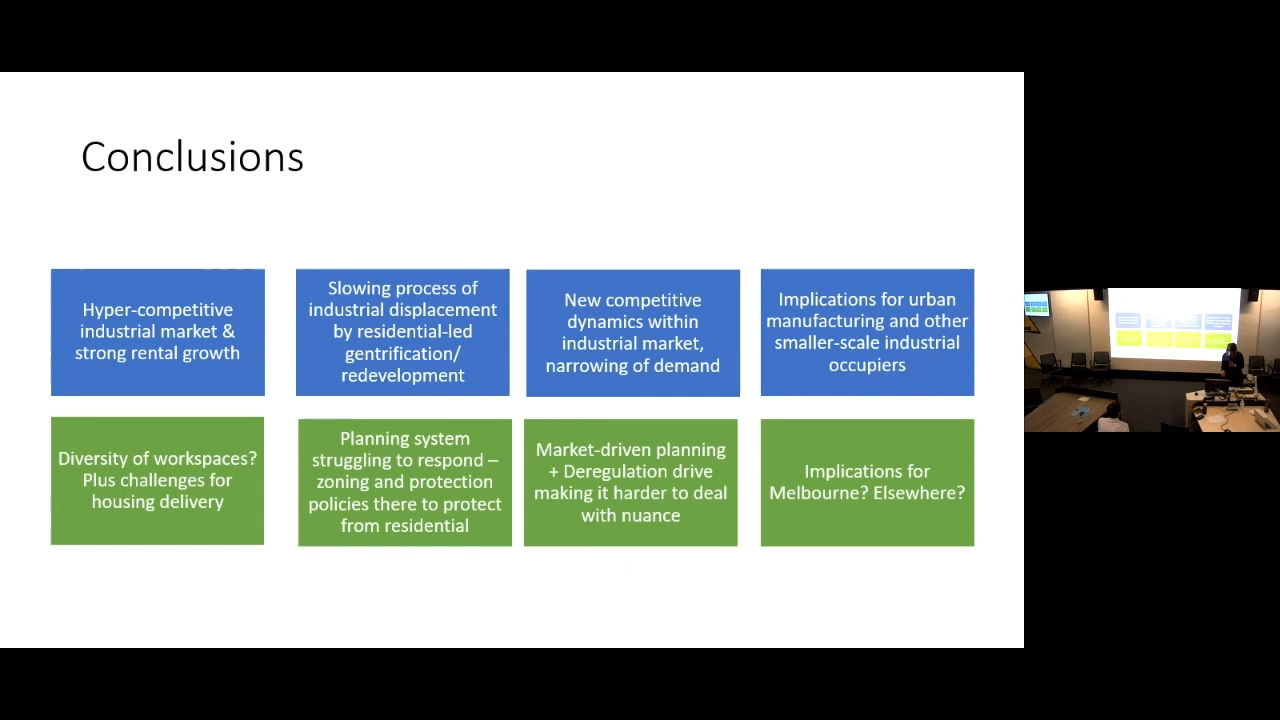 Conclusions
Hyper-competitive
industrial market &
strong rental growth
Slowing process of
industrial displacement
by residential-led
gentrification/
redevelopment
New competitive
dynamics within
industrial market,
narrowing of demand
Implications for urban
manufacturing and other
smaller-scale industrial
occupiers
Diversity of workspaces?
Plus challenges for
housing delivery
Planning system
struggling to respond –
zoning and protection
policies there to protect
from residential
Market-driven planning
+ Deregulation drive
making it harder to deal
with nuance
Implications for
Melbourne? Elsewhere?